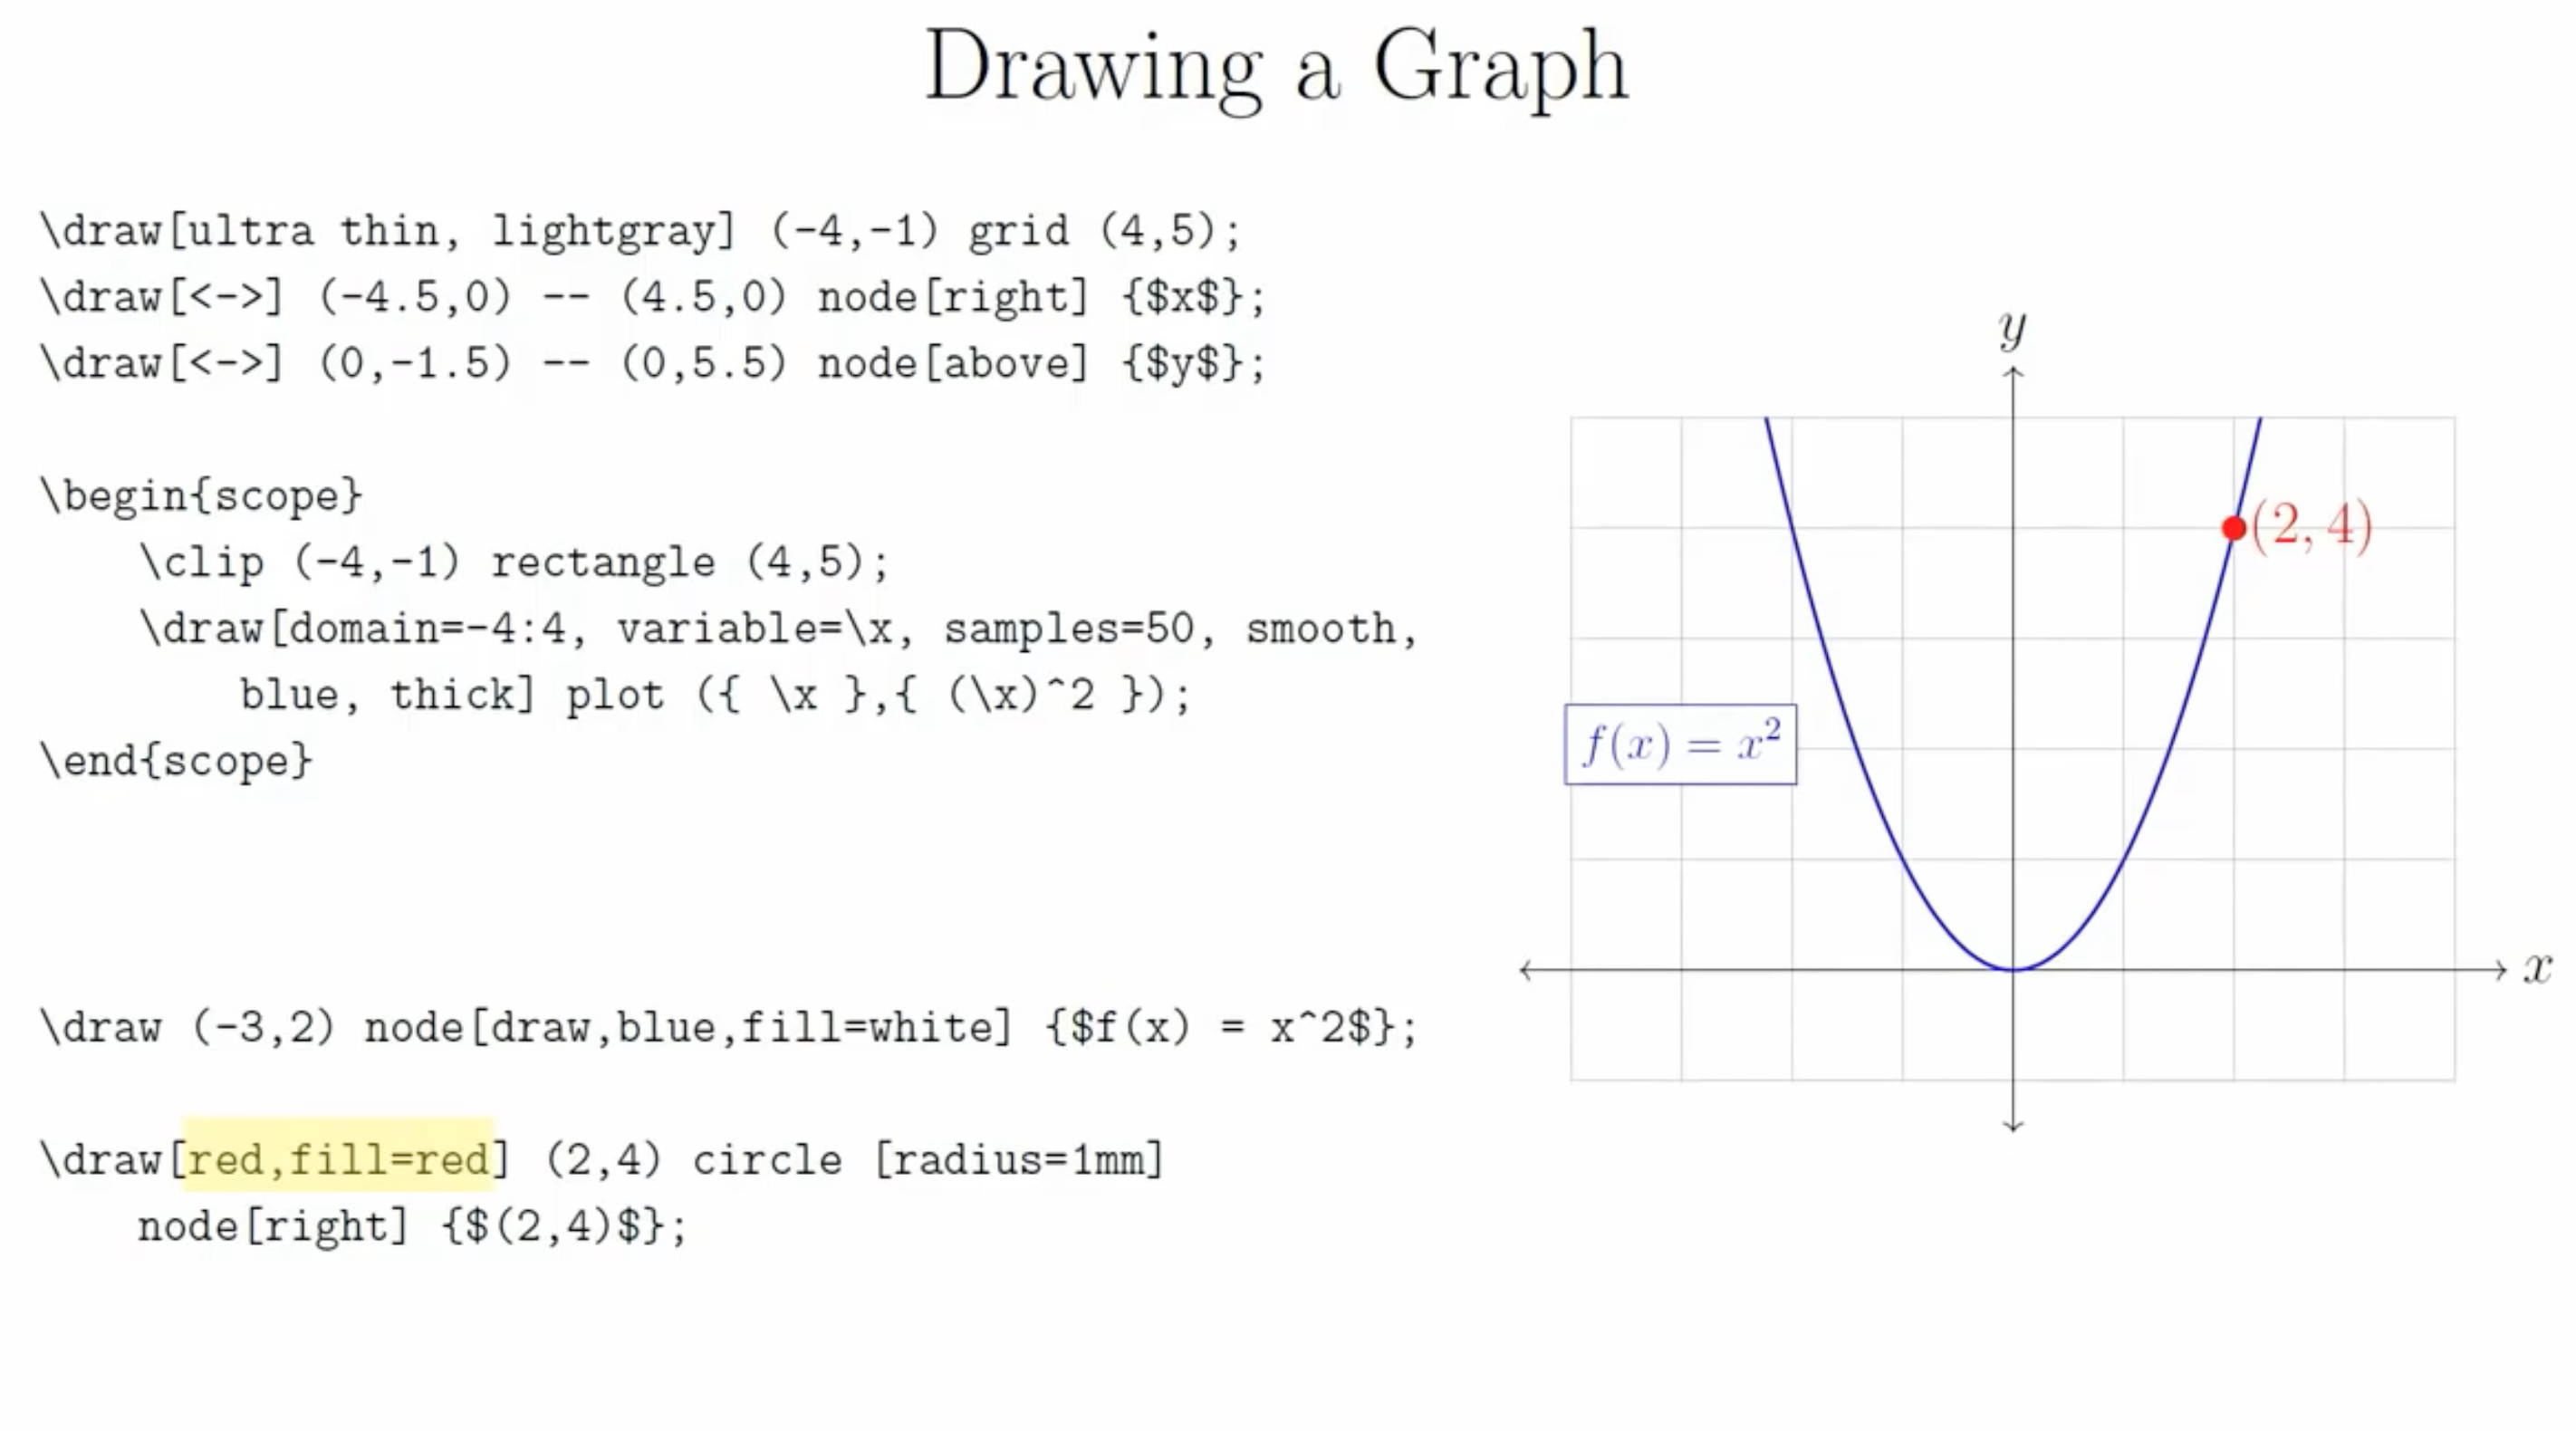 Drawing a Graph
\draw[ultra thin, lightgray] (-4,-1) grid (4,5);
\draw[<->] (-4.5,0) -- (4.5,0) node[right] {$x$};
\draw[<->] (0,-1.5) -- (0,5.5) node[above] {$y$};
\begin{scope}
\clip (-4,-1) rectangle (4,5);
\draw[domain=-4:4, variable=\x, samples=50, smooth,
blue, thick] plot ({ \x },{ (\x)^2 });
\end{scope}
\draw (-3,2) node[draw,blue,fill=white] {$f(x) = x^2$};
\draw[red,fill=red] (2,4) circle [radius=1mm]
node[right] {$(2,4)$};
y
(2, 4)
f(x) = x²
x